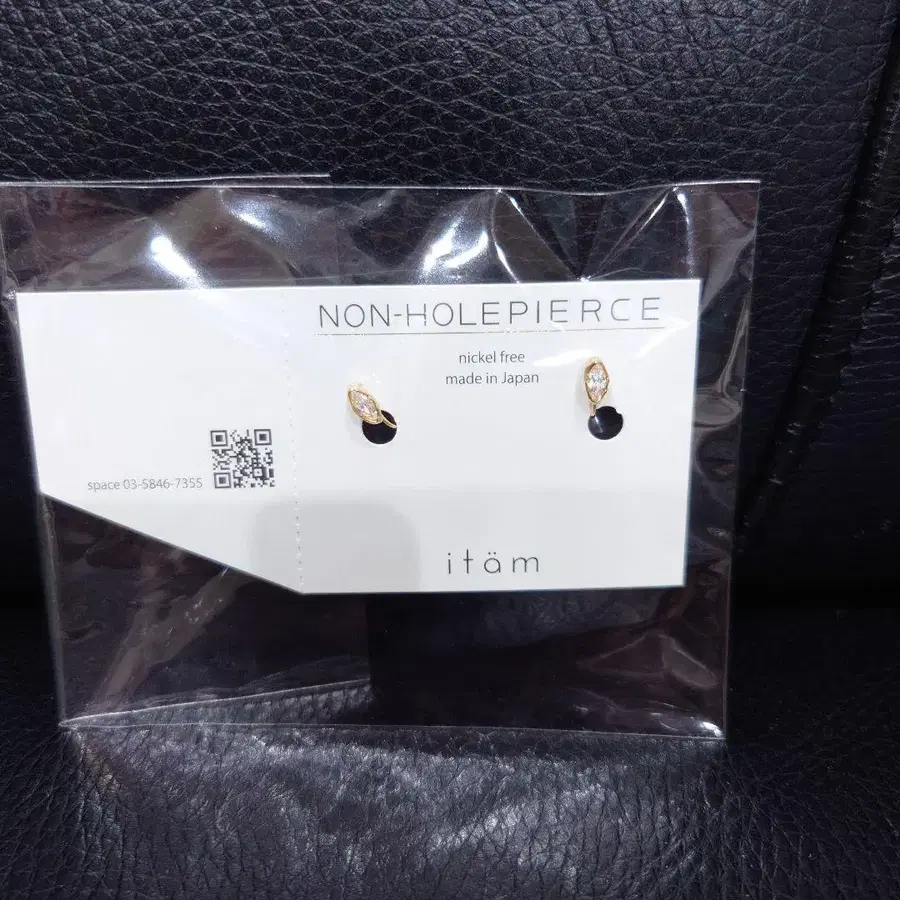 NON-HOLEPIERCE
nickel free
made in Japan
space 03-5846-7355
itäm